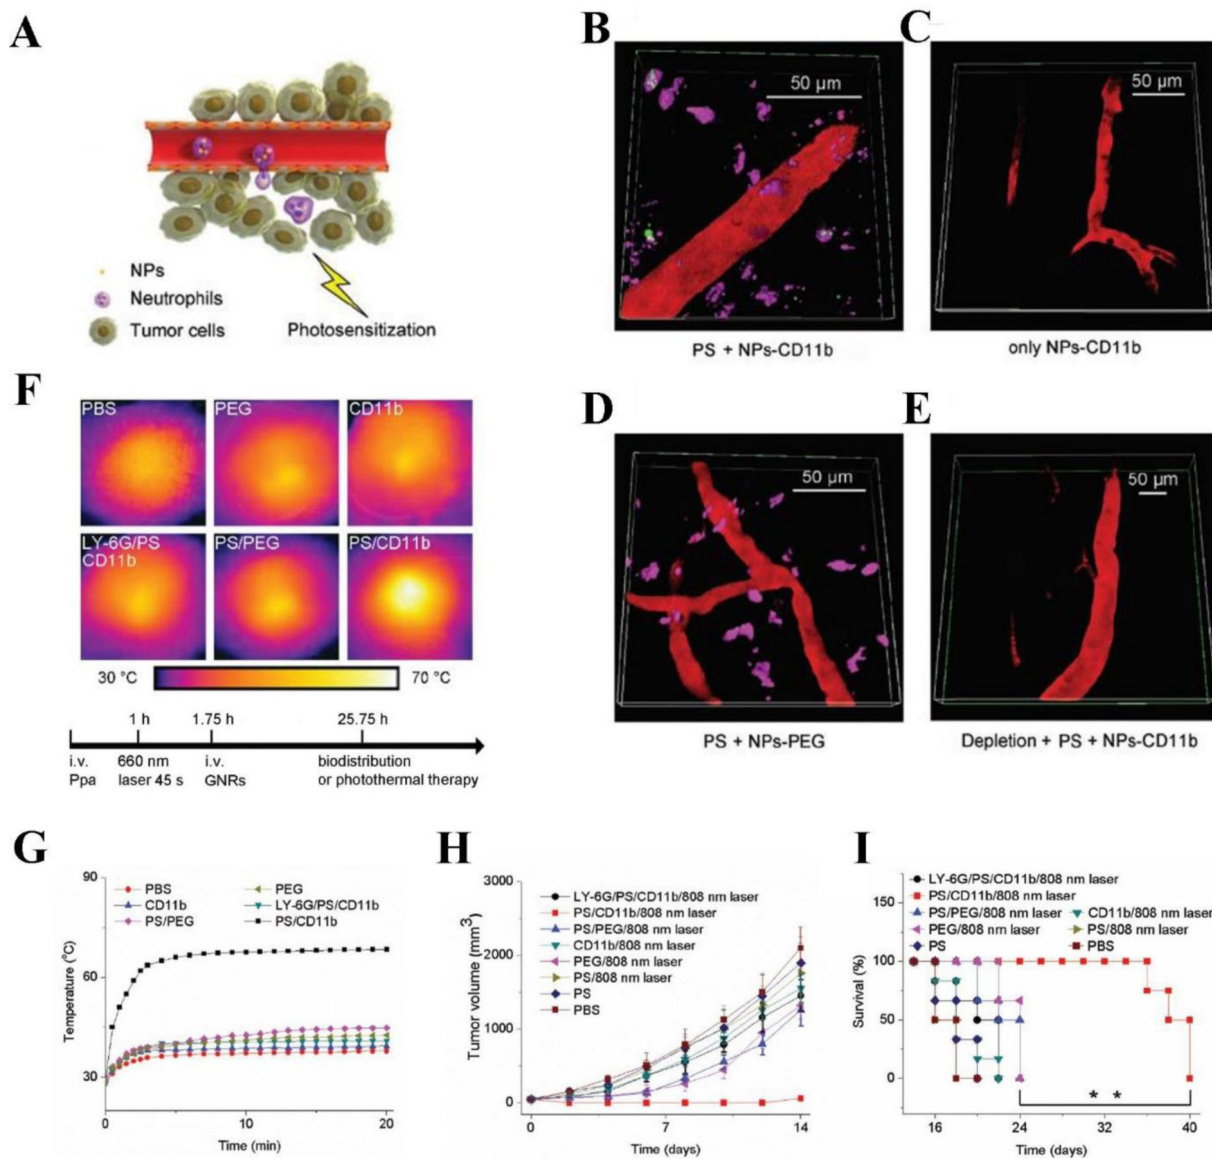 A
NPs
Neutrophils
Tumor cells
Photosensitization
B
50 µm
PS + NPs-CD11b
C
50 µm
only NPs-CD11b
D
50 µm
PS + NPs-PEG
E
50 µm
Depletion + PS + NPs-CD11b
F
PBS
PEG
CD11b
LY-6G/PS
CD11b
PS/PEG
PS/CD11b
30 °C
70 °C
1 h
1.75 h
25.75 h
i.v.
Ppa
660 nm
laser 45 s
i.v.
GNRs
biodistribution
or photothermal therapy
G
90
60
30
Temperature (°C)
PBS
CD11b
PS/PEG
PEG
LY-6G/PS/CD11b
PS/CD11b
0
5
10
15
20
Time (min)
H
3000
2000
1000
0
Tumor volume (mm³)
LY-6G/PS/CD11b/808 nm laser
PS/CD11b/808 nm laser
PS/PEG/808 nm laser
CD11b/808 nm laser
PEG/808 nm laser
PS/808 nm laser
PS
PBS
0
7
14
Time (days)
I
LY-6G/PS/CD11b/808 nm laser
PS/CD11b/808 nm laser
PS/PEG/808 nm laser
CD11b/808 nm laser
PEG/808 nm laser
PS/808 nm laser
PS
PBS
100
50
0
Survival (%)
* *
16
24
32
40
Time (days)